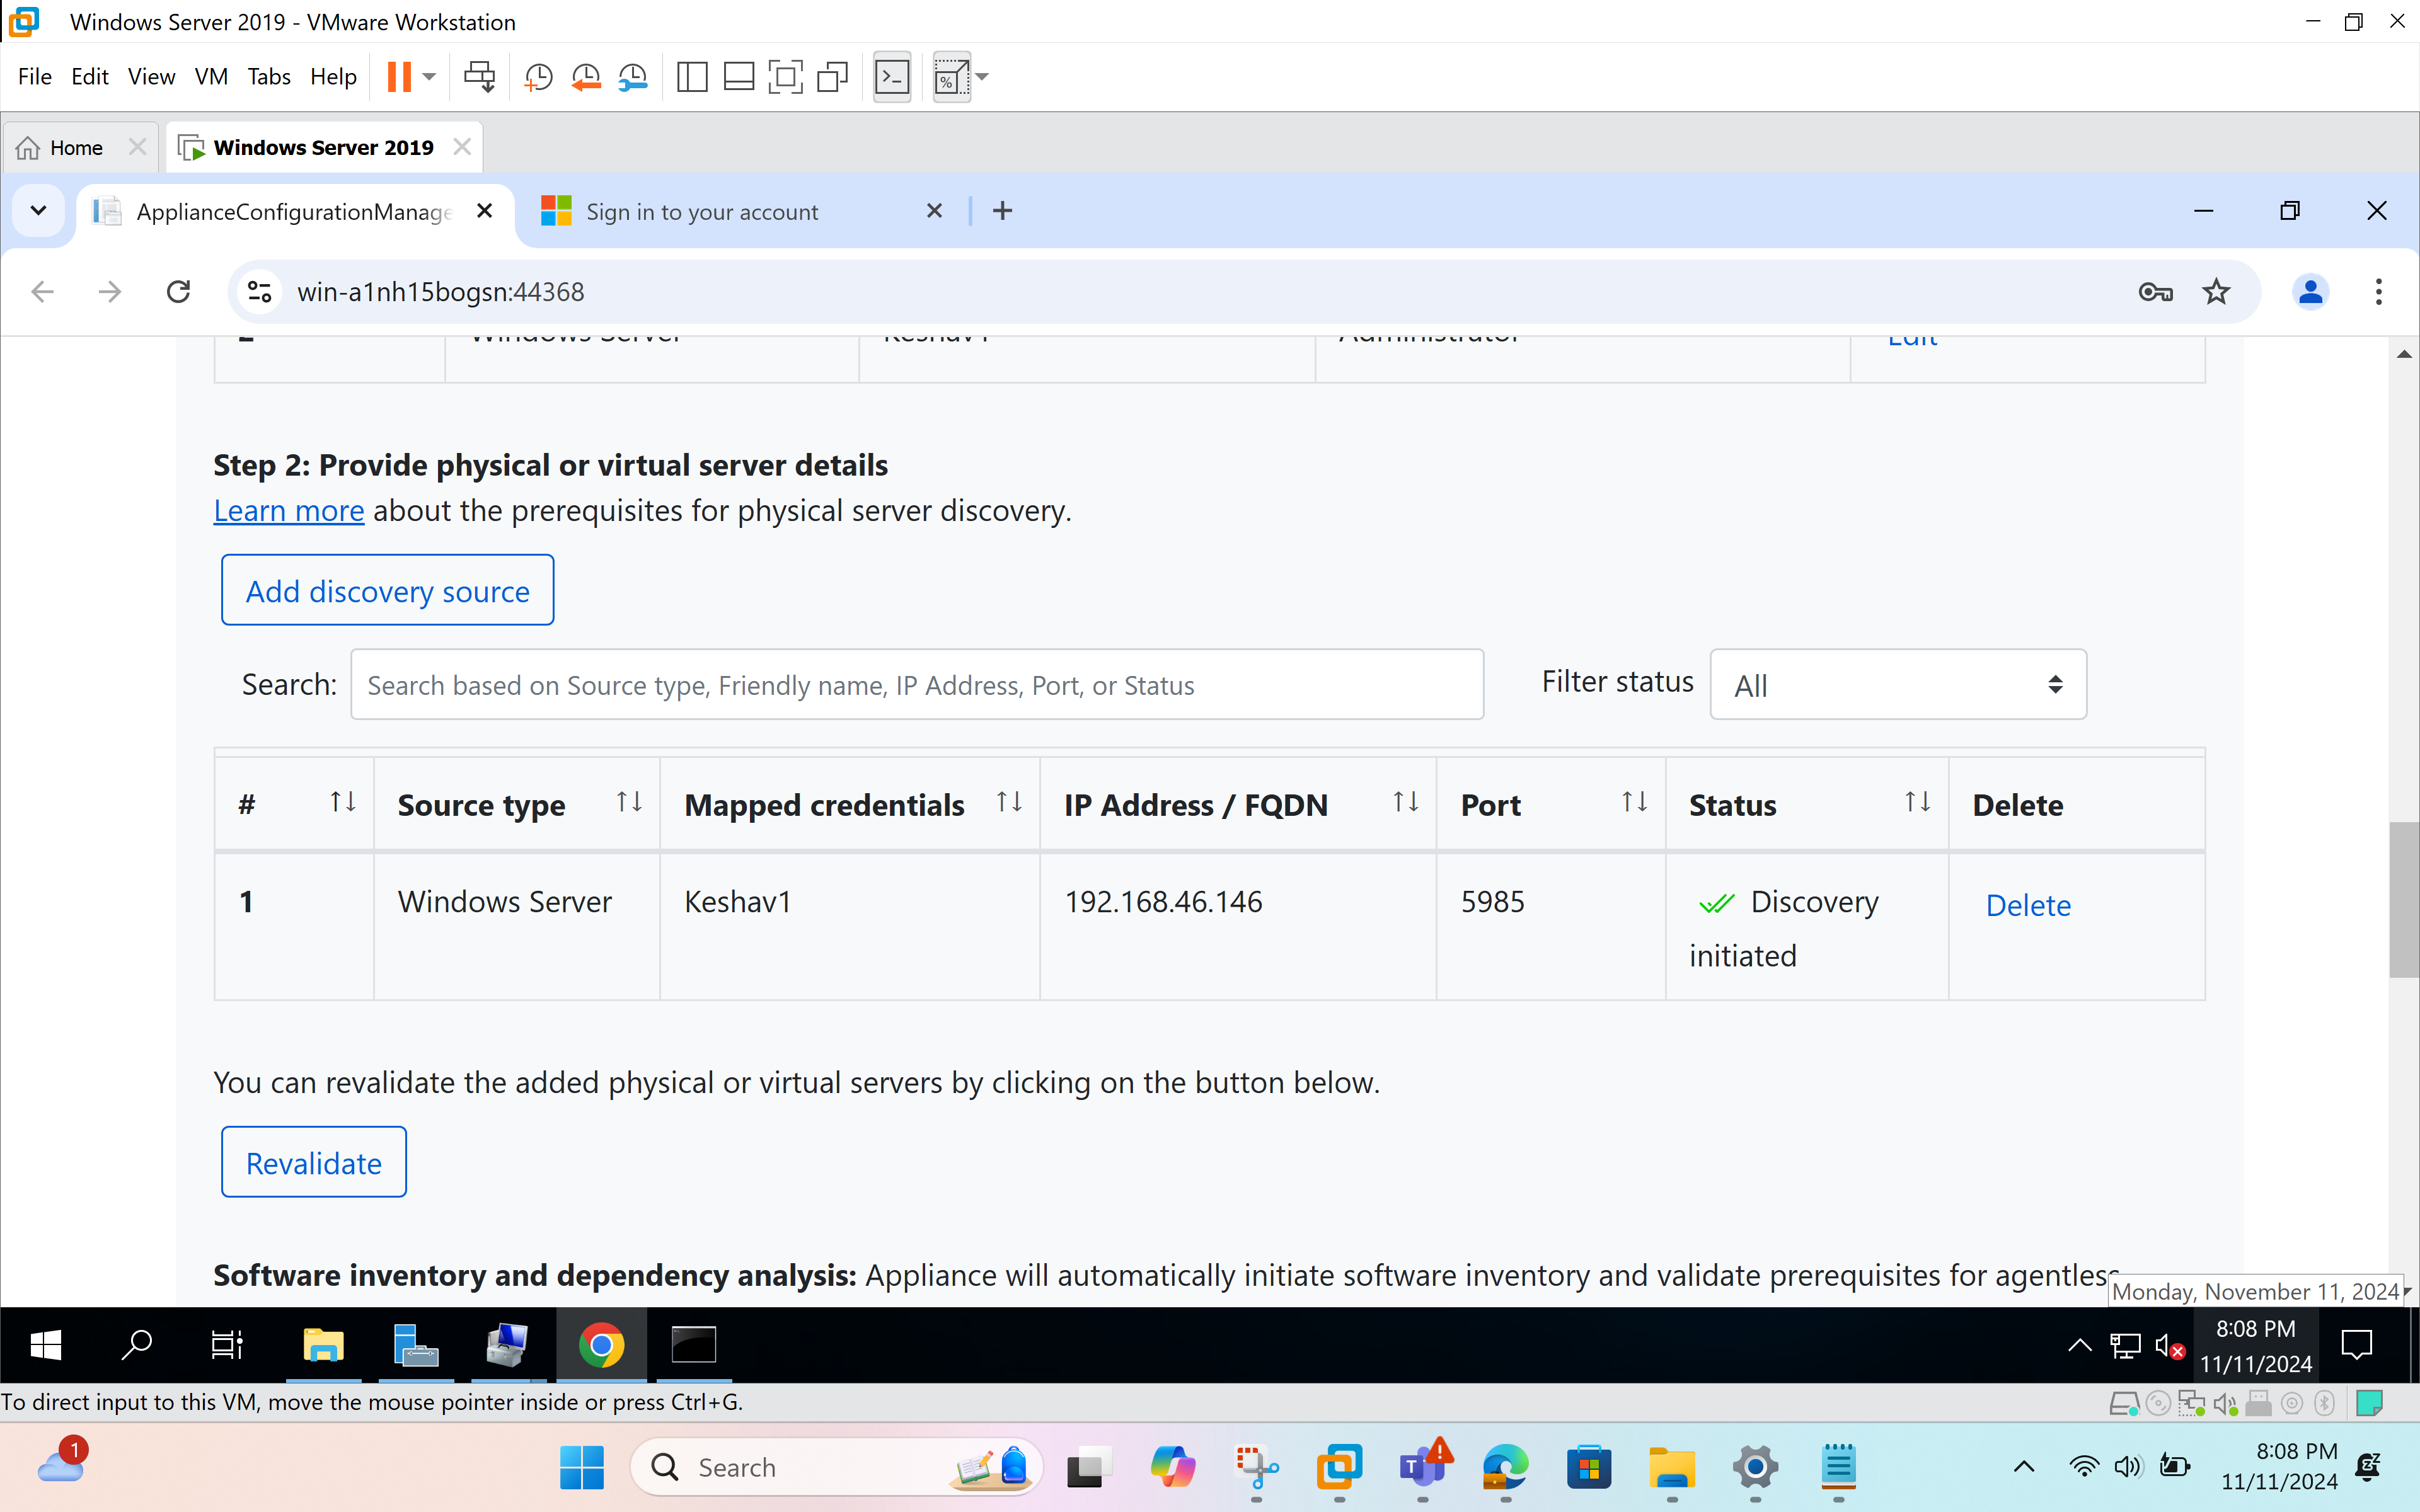 Windows Server 2019 - VMware Workstation
File Edit View VM Tabs Help
Home
Windows Server 2019
ApplianceConfigurationManage
Sign in to your account
win-a1nh15bogsn:44368
2 Windows Server Keshav1 Administrator Edit
Step 2: Provide physical or virtual server details
Learn more about the prerequisites for physical server discovery.
Add discovery source
Search: Search based on Source type, Friendly name, IP Address, Port, or Status Filter status All
# Source type Mapped credentials IP Address / FQDN Port Status Delete
1 Windows Server Keshav1 192.168.46.146 5985 Discovery Delete
initiated
You can revalidate the added physical or virtual servers by clicking on the button below.
Revalidate
Software inventory and dependency analysis: Appliance will automatically initiate software inventory and validate prerequisites for agentless
Monday, November 11, 2024
8:08 PM
11/11/2024
To direct input to this VM, move the mouse pointer inside or press Ctrl+G.
1
Search
8:08 PM
11/11/2024